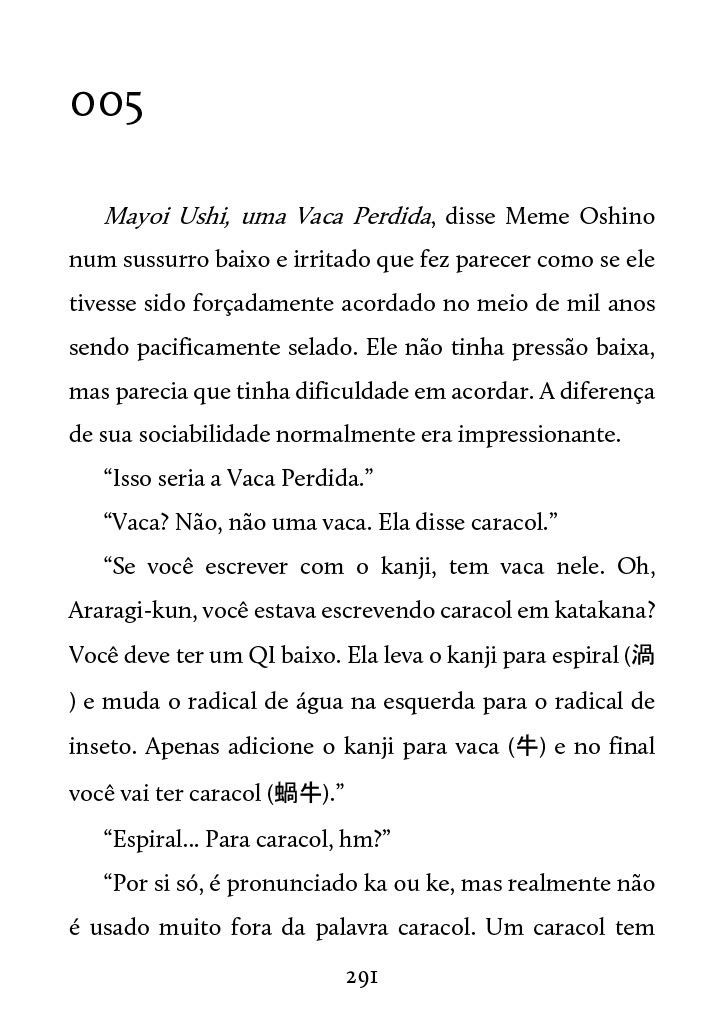 005
Mayoi Ushi, uma Vaca Perdida, disse Meme Oshino
num sussurro baixo e irritado que fez parecer como se ele
tivesse sido forçadamente acordado no meio de mil anos
sendo pacificamente selado. Ele não tinha pressão baixa,
mas parecia que tinha dificuldade em acordar. A diferença
de sua sociabilidade normalmente era impressionante.
“Isso seria a Vaca Perdida.”
“Vaca? Não, não uma vaca. Ela disse caracol.”
“Se você escrever com o kanji, tem vaca nele. Oh,
Araragi-kun, você estava escrevendo caracol em katakana?
Você deve ter um QI baixo. Ela leva o kanji para espiral (渦
) e muda o radical de água na esquerda para o radical de
inseto. Apenas adicione o kanji para vaca (牛) e no final
você vai ter caracol (蝸牛).”
“Espiral... Para caracol, hm?”
“Por si só, é pronunciado ka ou ke, mas realmente não
é usado muito fora da palavra caracol. Um caracol tem
291